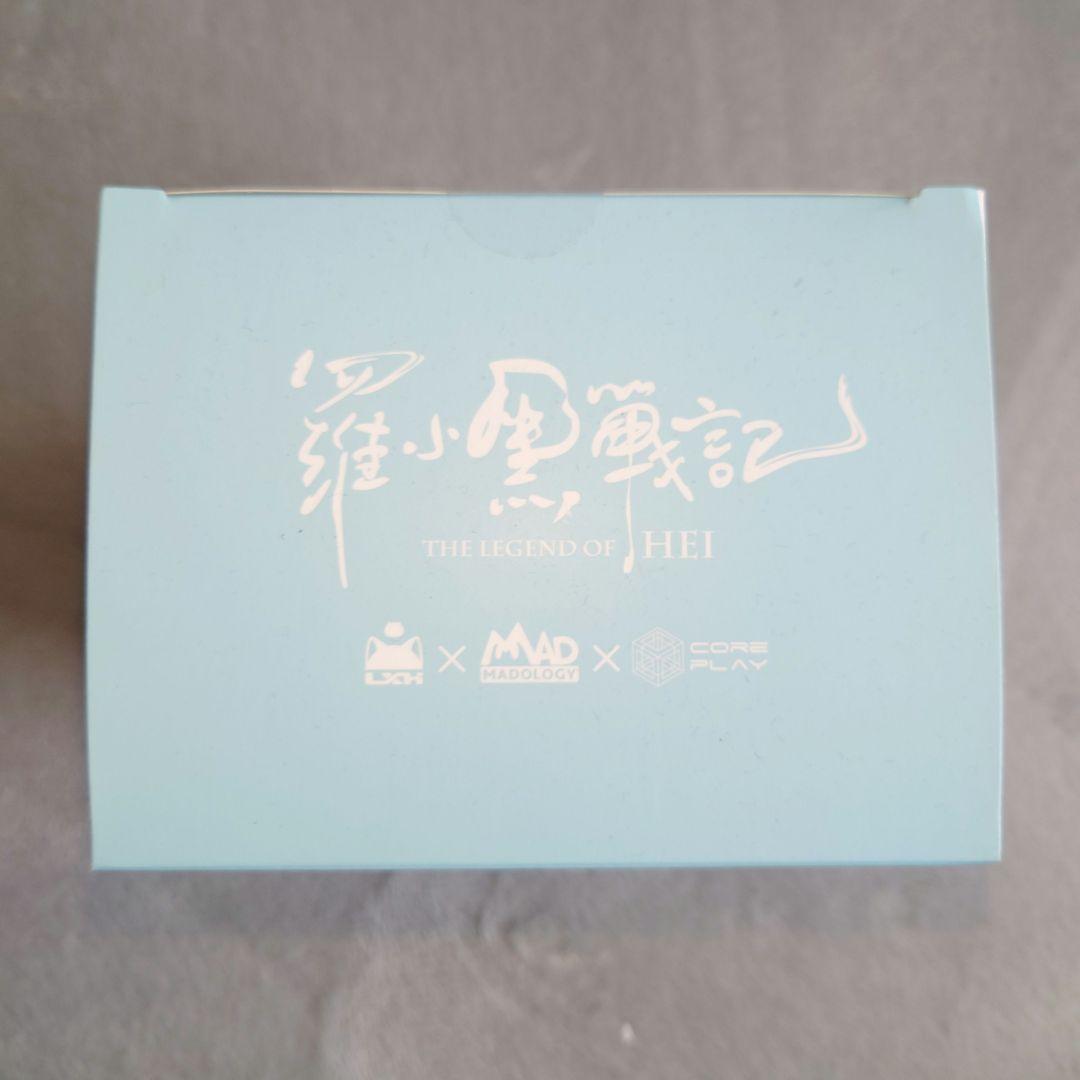 羅小黑戰記
THE LEGEND OF HEI
LXH × MAD MADOLOGY × CORE PLAY